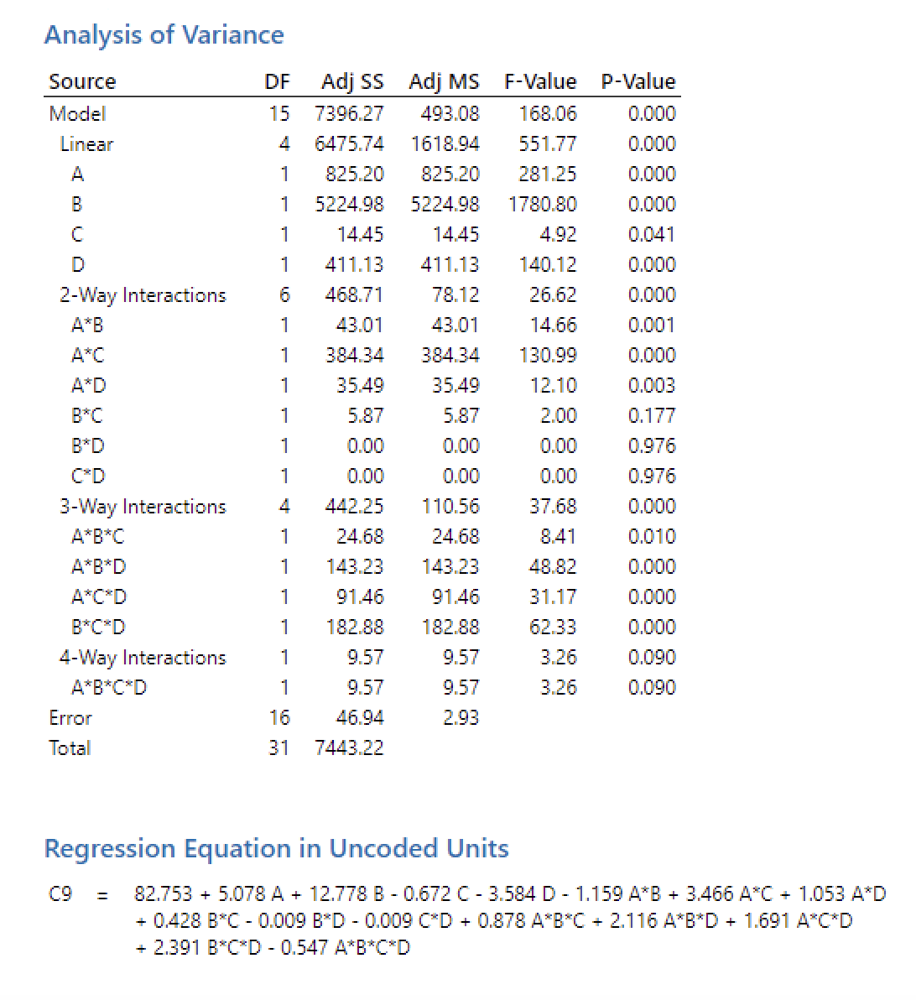 Analysis of Variance
Source DF Adj SS Adj MS F-Value P-Value
Model 15 7396.27 493.08 168.06 0.000
Linear 4 6475.74 1618.94 551.77 0.000
A 1 825.20 825.20 281.25 0.000
B 1 5224.98 5224.98 1780.80 0.000
C 1 14.45 14.45 4.92 0.041
D 1 411.13 411.13 140.12 0.000
2-Way Interactions 6 468.71 78.12 26.62 0.000
A*B 1 43.01 43.01 14.66 0.001
A*C 1 384.34 384.34 130.99 0.000
A*D 1 35.49 35.49 12.10 0.003
B*C 1 5.87 5.87 2.00 0.177
B*D 1 0.00 0.00 0.00 0.976
C*D 1 0.00 0.00 0.00 0.976
3-Way Interactions 4 442.25 110.56 37.68 0.000
A*B*C 1 24.68 24.68 8.41 0.010
A*B*D 1 143.23 143.23 48.82 0.000
A*C*D 1 91.46 91.46 31.17 0.000
B*C*D 1 182.88 182.88 62.33 0.000
4-Way Interactions 1 9.57 9.57 3.26 0.090
A*B*C*D 1 9.57 9.57 3.26 0.090
Error 16 46.94 2.93
Total 31 7443.22
Regression Equation in Uncoded Units
C9 = 82.753 + 5.078 A + 12.778 B - 0.672 C - 3.584 D - 1.159 A*B + 3.466 A*C + 1.053 A*D
+ 0.428 B*C - 0.009 B*D - 0.009 C*D + 0.878 A*B*C + 2.116 A*B*D + 1.691 A*C*D
+ 2.391 B*C*D - 0.547 A*B*C*D